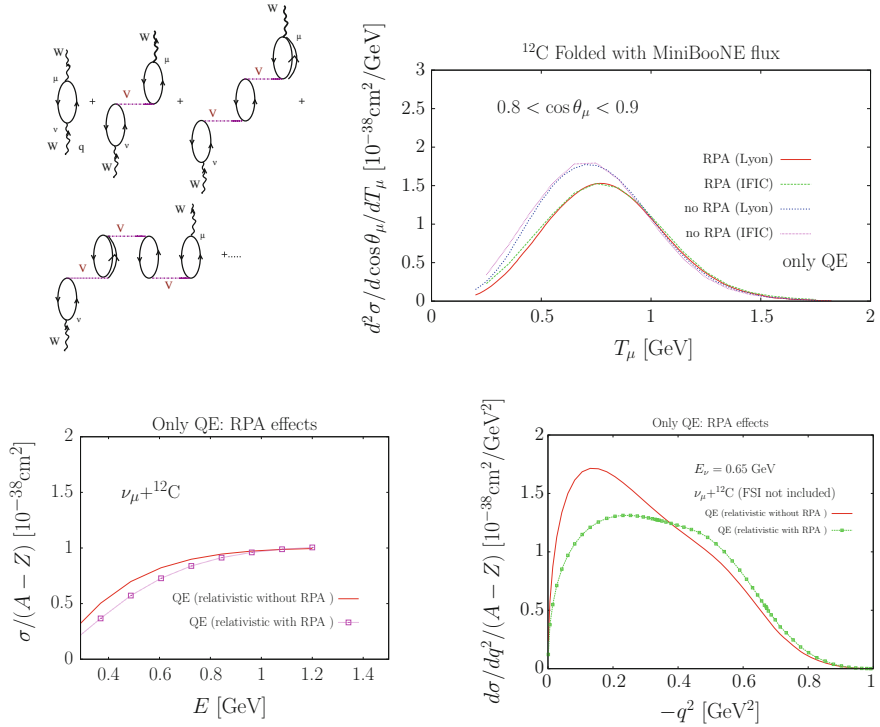 W
μ
ν
W
q
+
W
μ
V
ν
W
+
W
μ
V
V
ν
W
+
W
V
μ
V
V
ν
W
+.....
¹²C Folded with MiniBooNE flux
d²σ/d cosθ_μ/dT_μ [10⁻³⁸cm²/GeV]
3
2.5
2
1.5
1
0.5
0
0.8 < cos θ_μ < 0.9
RPA (Lyon)
RPA (IFIC)
no RPA (Lyon)
no RPA (IFIC)
only QE
0
0.5
1
1.5
2
T_μ [GeV]
Only QE: RPA effects
σ/(A − Z) [10⁻³⁸cm²]
2
1.5
1
0.5
0
ν_μ+¹²C
QE (relativistic without RPA )
QE (relativistic with RPA )
0.4
0.6
0.8
1
1.2
1.4
E [GeV]
Only QE: RPA effects
dσ/dq²/(A − Z) [10⁻³⁸cm²/GeV²]
2
1.5
1
0.5
0
E_ν = 0.65 GeV
ν_μ+¹²C (FSI not included)
QE (relativistic without RPA )
QE (relativistic with RPA )
0
0.2
0.4
0.6
0.8
1
−q² [GeV²]